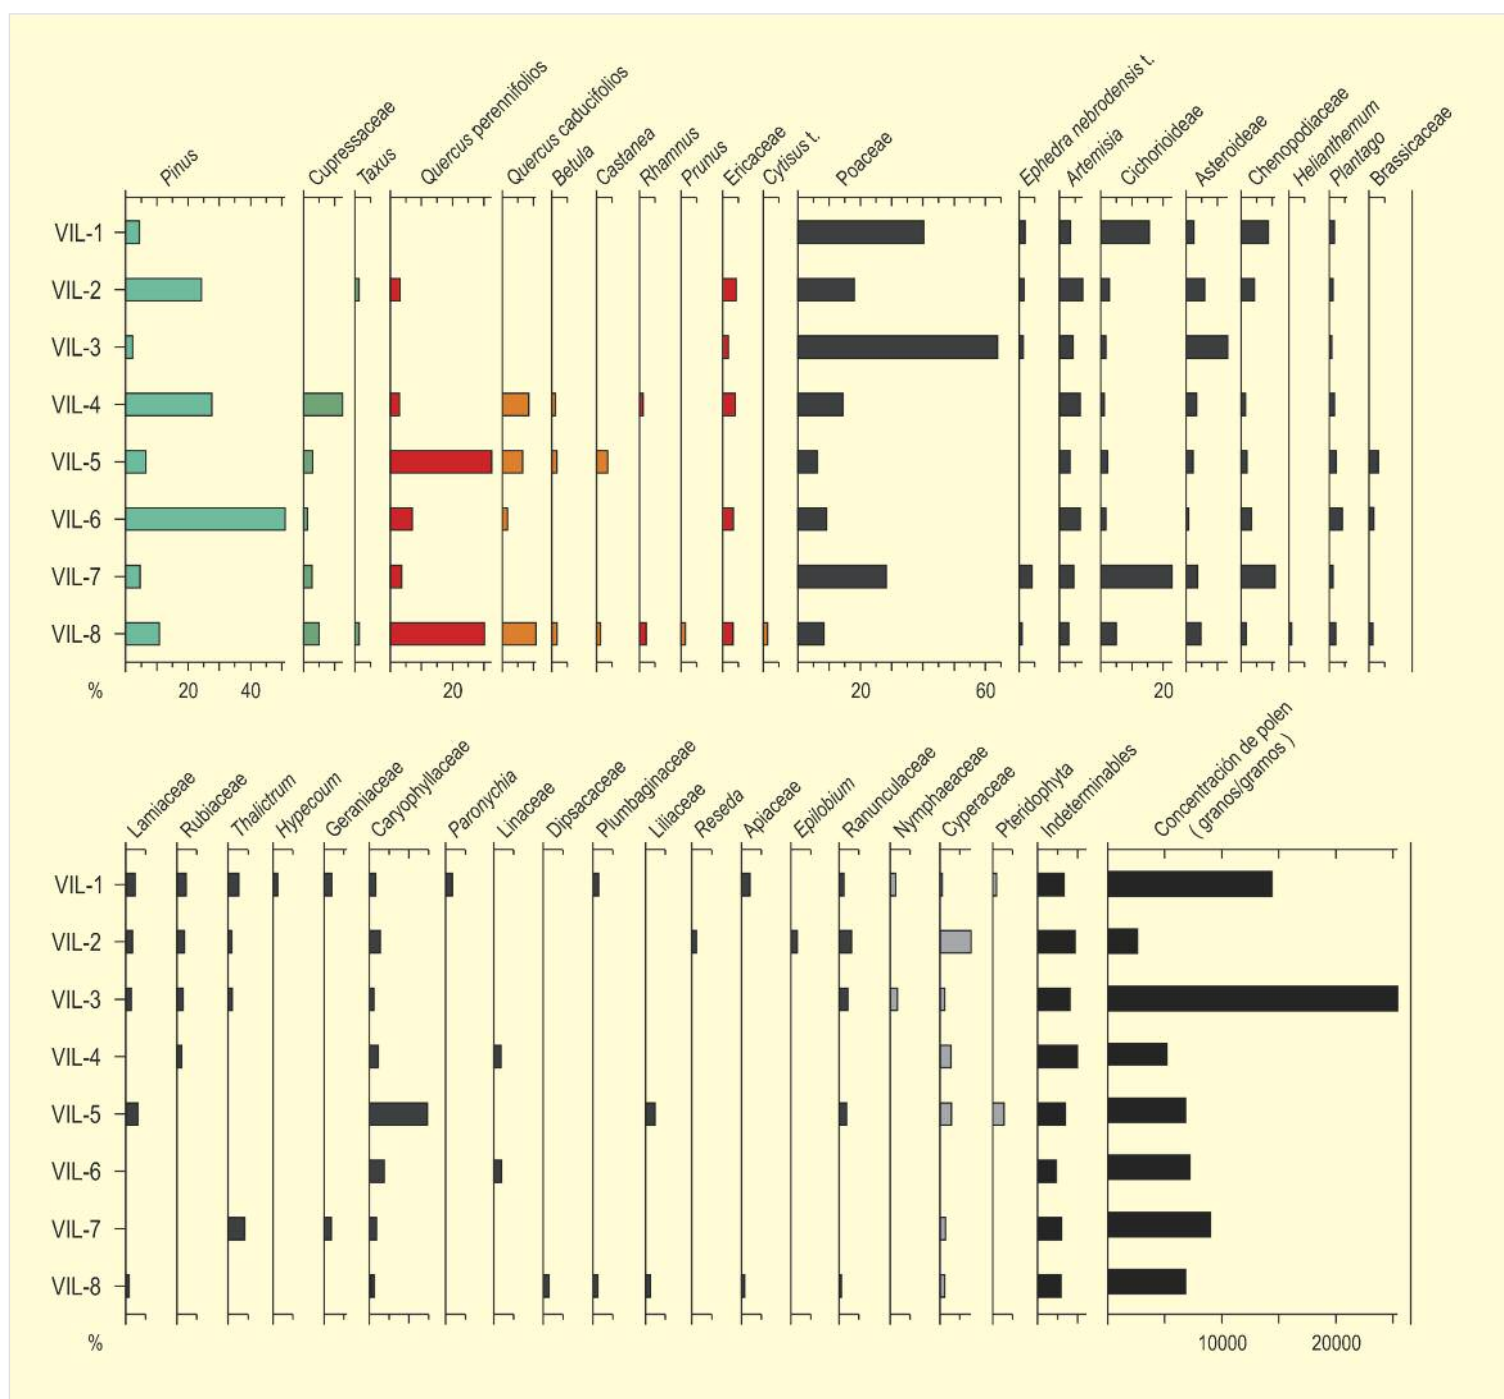 Pinus
Cupressaceae
Taxus
Quercus perennifolios
Quercus caducifolios
Betula
Castanea
Rhamnus
Prunus
Ericaceae
Cytisus t.
Poaceae
Ephedra nebrodensis t.
Artemisia
Cichorioideae
Asteroideae
Chenopodiaceae
Helianthemum
Plantago
Brassicaceae
VIL-1
VIL-2
VIL-3
VIL-4
VIL-5
VIL-6
VIL-7
VIL-8
% 20 40 20 20 60 20
Lamiaceae
Rubiaceae
Thalictrum
Hypecoum
Geraniaceae
Caryophyllaceae
Paronychia
Linaceae
Dipsacaceae
Plumbaginaceae
Liliaceae
Reseda
Apiaceae
Epilobium
Ranunculaceae
Nymphaeaceae
Cyperaceae
Pteridophyta
Indeterminables
Concentración de polen
( granos/gramos )
VIL-1
VIL-2
VIL-3
VIL-4
VIL-5
VIL-6
VIL-7
VIL-8
% 10000 20000